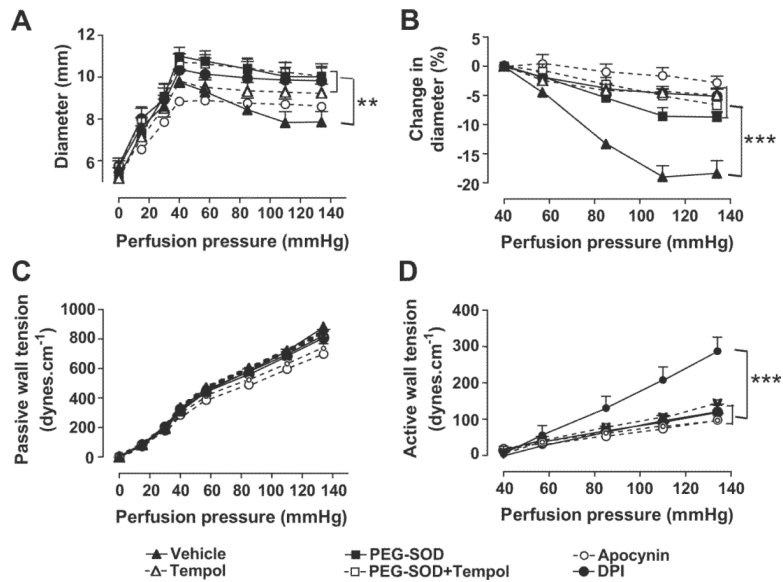 A
B
Diameter (mm)
12
10
8
6
**
0 20 40 60 80 100 120 140
Perfusion pressure (mmHg)
Change in
diameter (%)
5
0
-5
-10
-15
-20
***
40 60 80 100 120 140
Perfusion pressure (mmHg)
C
D
Passive wall tension
(dynes.cm-1)
1000
800
600
400
200
0
0 20 40 60 80 100 120 140
Perfusion pressure (mmHg)
Active wall tension
(dynes.cm-1)
400
300
200
100
0
***
40 60 80 100 120 140
Perfusion pressure (mmHg)
Vehicle PEG-SOD Apocynin
Tempol PEG-SOD+Tempol DPI